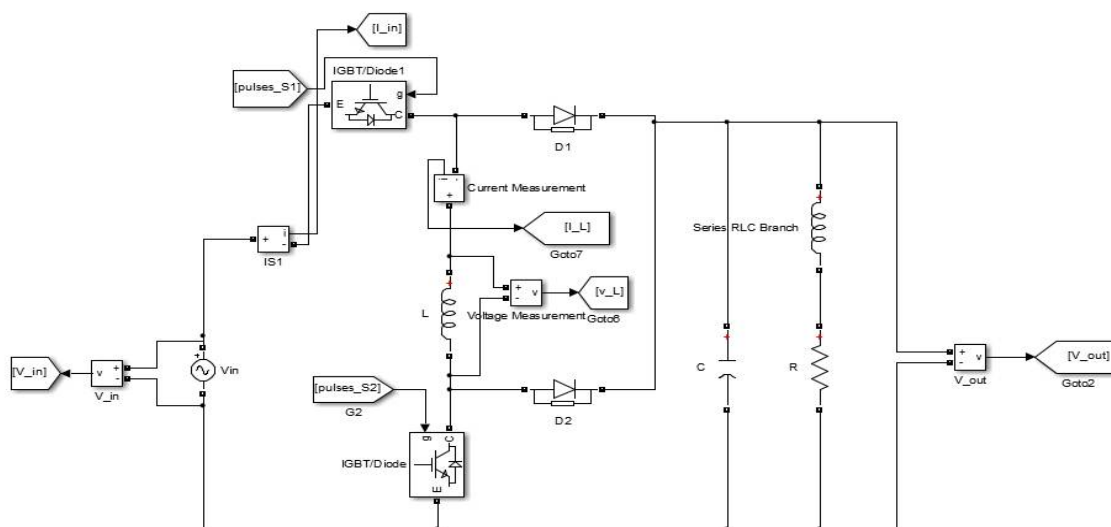 [I_in]
IGBT/Diode1
[pulses_S1]
g
E
C
D1
Current Measurement
+
-
i
[I_L]
Goto7
Series RLC Branch
+
i
-
IS1
+
-
v
[v_L]
L
Voltage Measurement
Goto6
[V_in]
v
+
-
V_in
+
Vin
[pulses_S2]
G2
D2
C
R
+
-
v
V_out
[V_out]
Goto2
g
C
IGBT/Diode
E